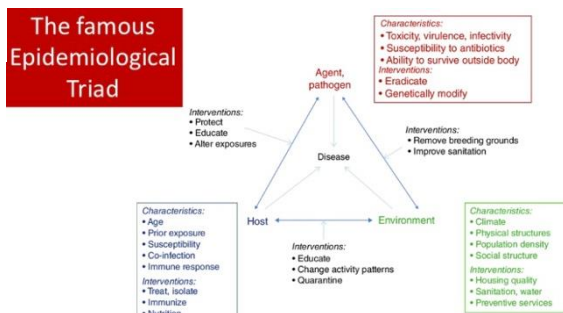 The famous
Epidemiological
Triad
Characteristics:
• Toxicity, virulence, infectivity
• Susceptibility to antibiotics
• Ability to survive outside body
Interventions:
• Eradicate
• Genetically modify
Agent,
pathogen
Interventions:
• Protect
• Educate
• Alter exposures
Interventions:
• Remove breeding grounds
• Improve sanitation
Disease
Host
Environment
Characteristics:
• Age
• Prior exposure
• Susceptibility
• Co-infection
• Immune response
Interventions:
• Treat, isolate
• Immunize
• Nutrition
Interventions:
• Educate
• Change activity patterns
• Quarantine
Characteristics:
• Climate
• Physical structures
• Population density
• Social structure
Interventions:
• Housing quality
• Sanitation, water
• Preventive services